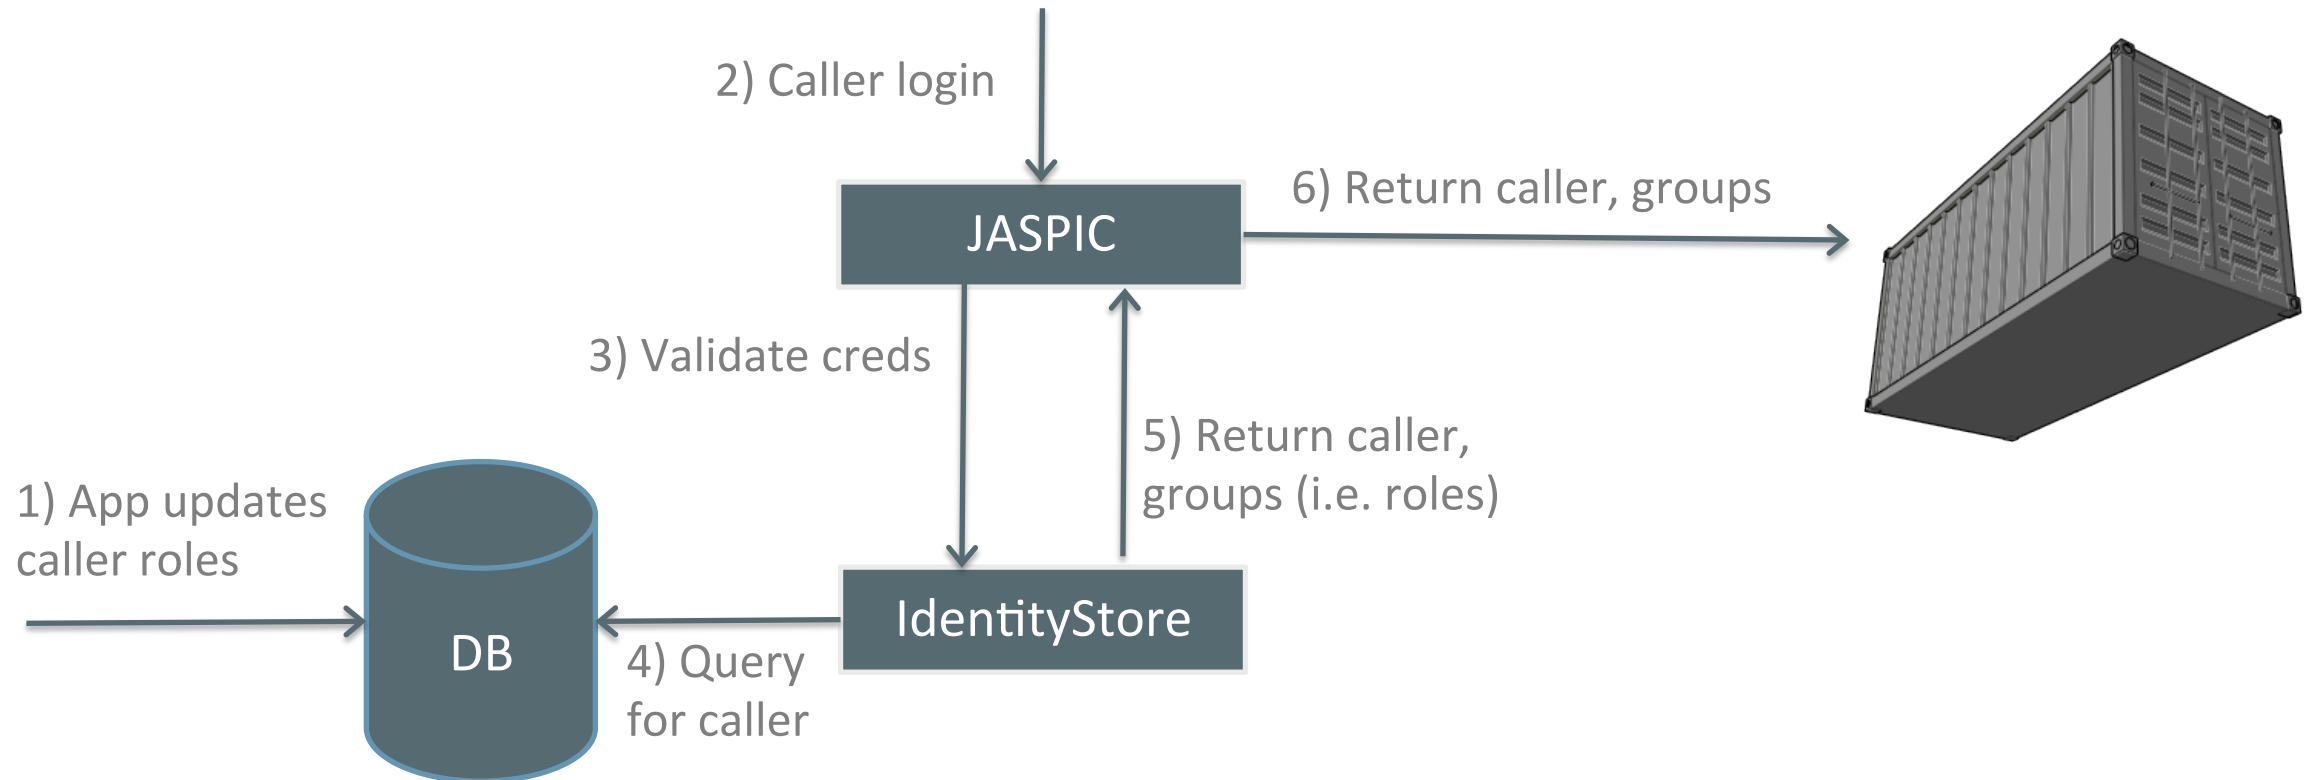 2) Caller login
JASPIC
6) Return caller, groups
3) Validate creds
5) Return caller,
groups (i.e. roles)
1) App updates
caller roles
DB
4) Query
for caller
IdentityStore